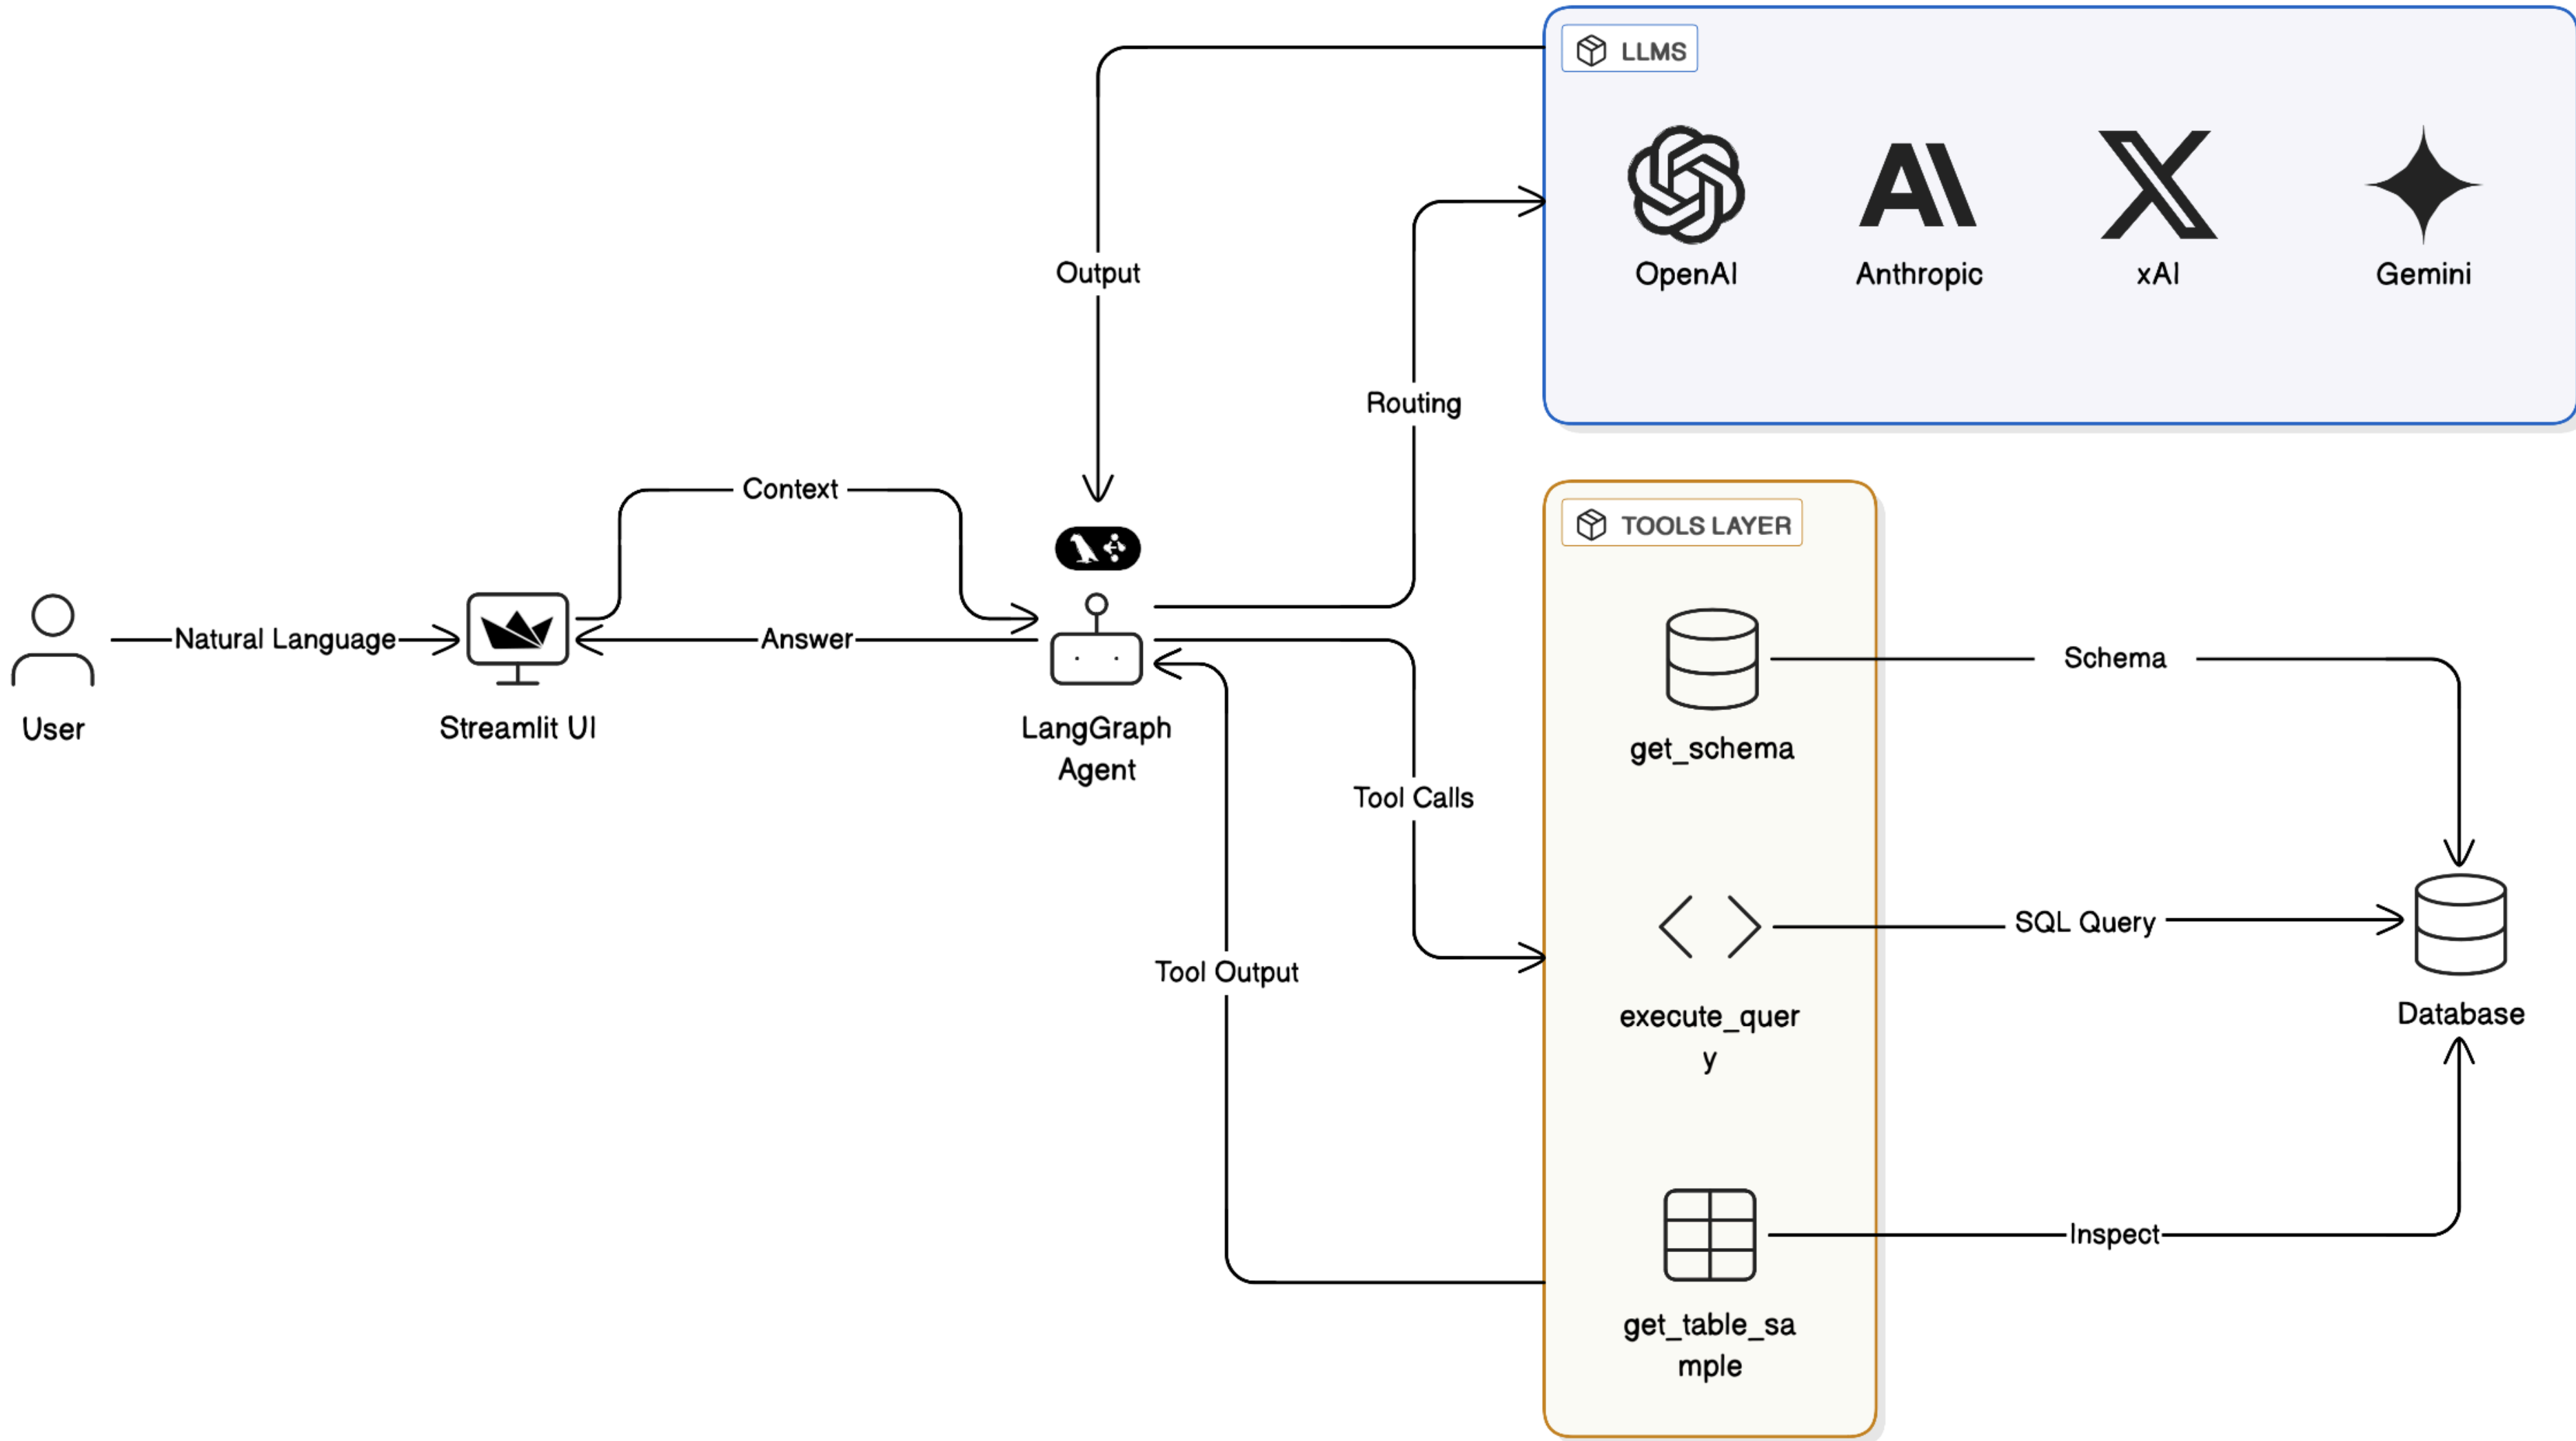 LLMS
OpenAI
Anthropic
xAI
Gemini
Output
Routing
Context
TOOLS LAYER
Natural Language
Answer
User
Streamlit UI
LangGraph
Agent
get_schema
Schema
Tool Calls
Tool Output
execute_quer
y
SQL Query
Database
get_table_sa
mple
Inspect